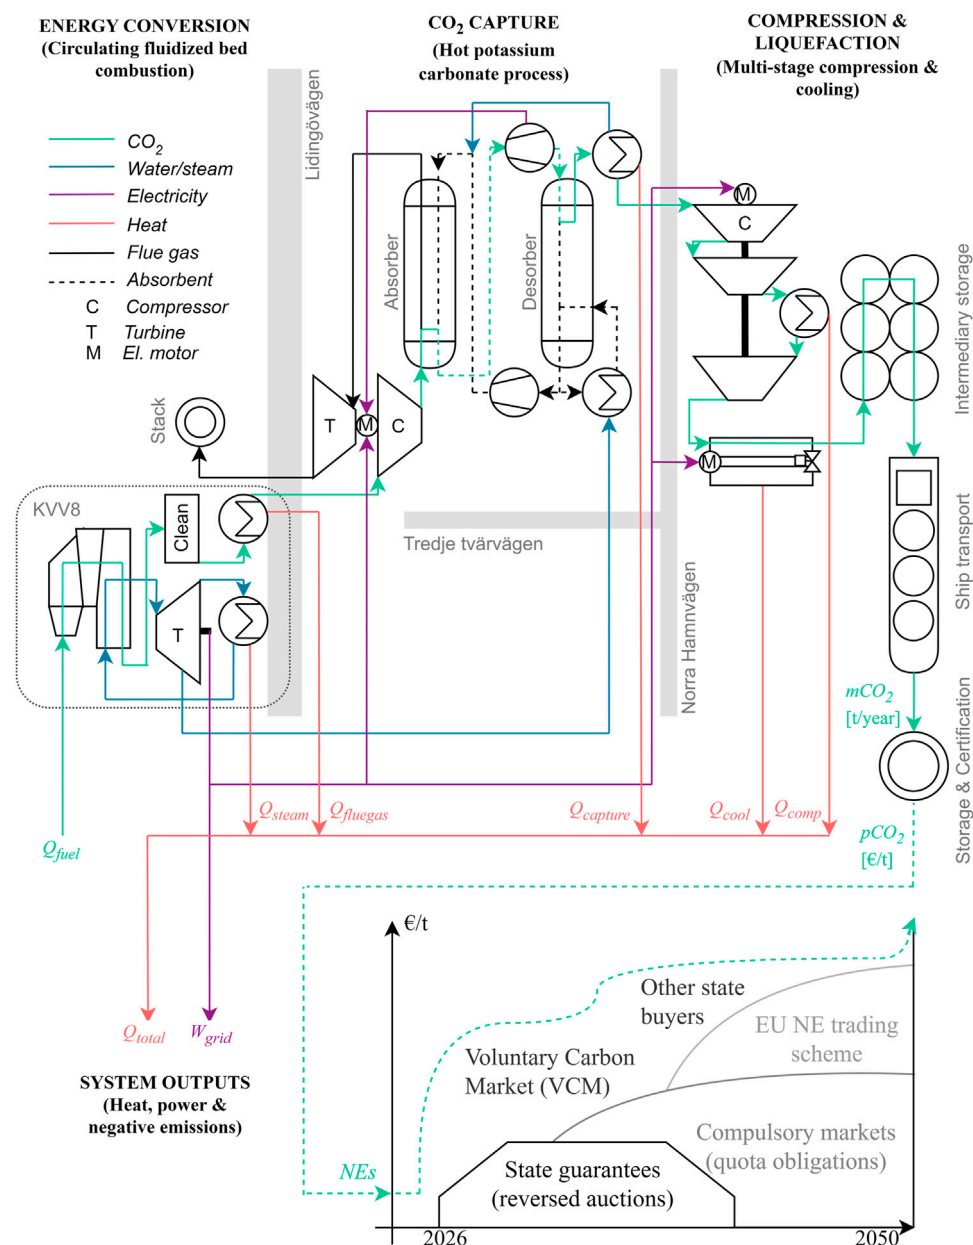 ENERGY CONVERSION
(Circulating fluidized bed
combustion)
CO2 CAPTURE
(Hot potassium
carbonate process)
COMPRESSION &
LIQUEFACTION
(Multi-stage compression &
cooling)
CO2
Water/steam
Electricity
Heat
Flue gas
Absorbent
C Compressor
T Turbine
M El. motor
Lidingövägen
Absorber
Desorber
M
C
Intermediary storage
Stack
T
M
C
M
KVV8
Clean
Σ
Σ
Σ
Σ
Σ
T
Tredje tvärvägen
Norra Hamnvägen
Ship transport
mCO2
[t/year]
Storage & Certification
Qfuel
Qsteam
Qfluegas
Qcapture
Qcool
Qcomp
pCO2
[€/t]
€/t
Qtotal
Wgrid
SYSTEM OUTPUTS
(Heat, power &
negative emissions)
Other state
buyers
EU NE trading
scheme
Voluntary Carbon
Market (VCM)
Compulsory markets
(quota obligations)
State guarantees
(reversed auctions)
NEs
2026
2050